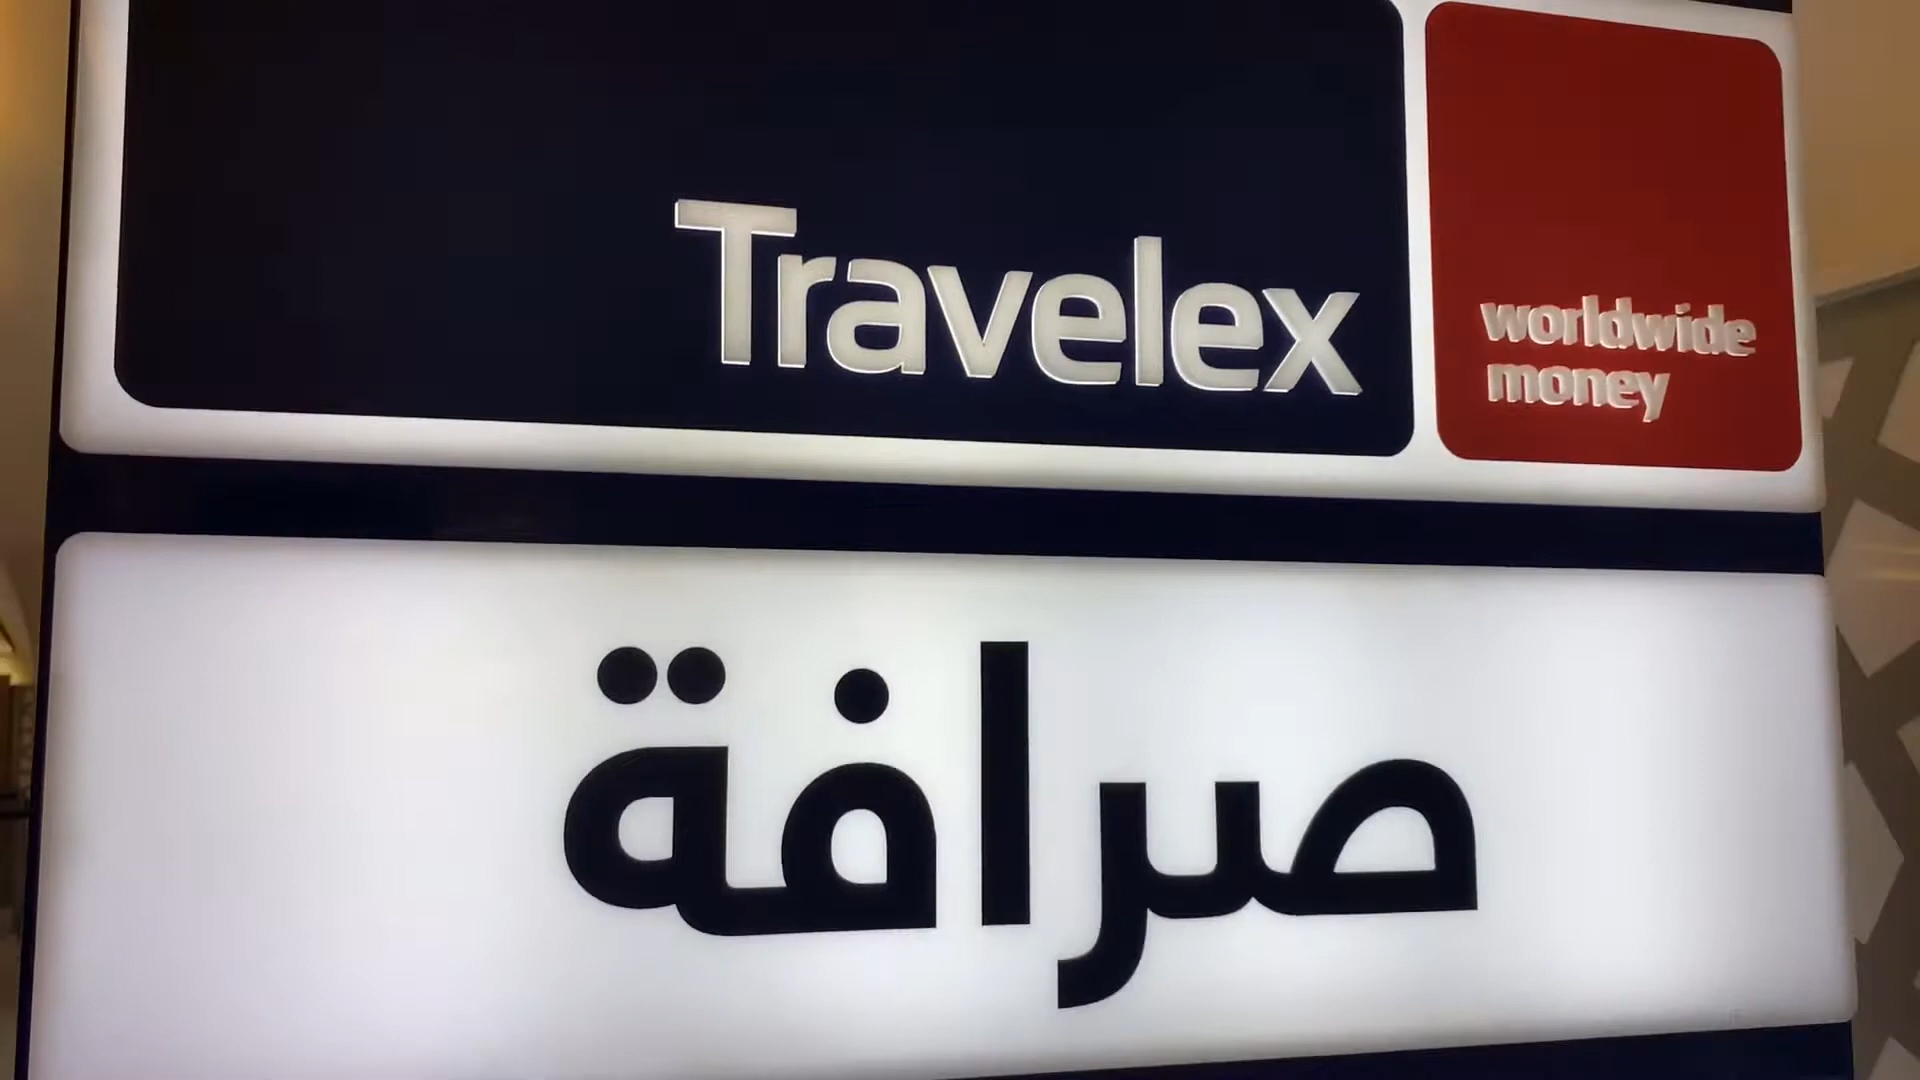 Travelex
worldwide
money
صرافة